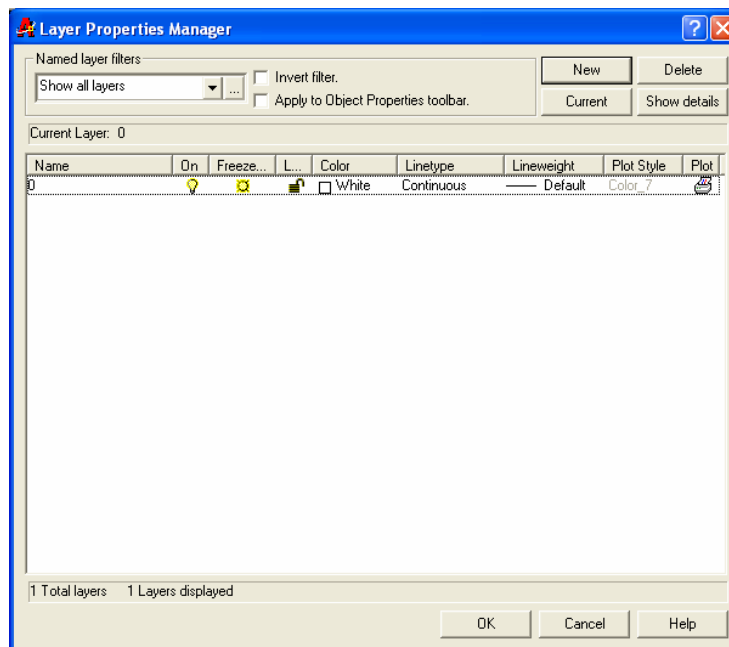 Layer Properties Manager
Named layer filters
Show all layers
...
Invert filter.
Apply to Object Properties toolbar.
New
Delete
Current
Show details
Current Layer: 0
Name On Freeze... L... Color Linetype Lineweight Plot Style Plot
0 White Continuous Default Color_7
1 Total layers 1 Layers displayed
OK Cancel Help